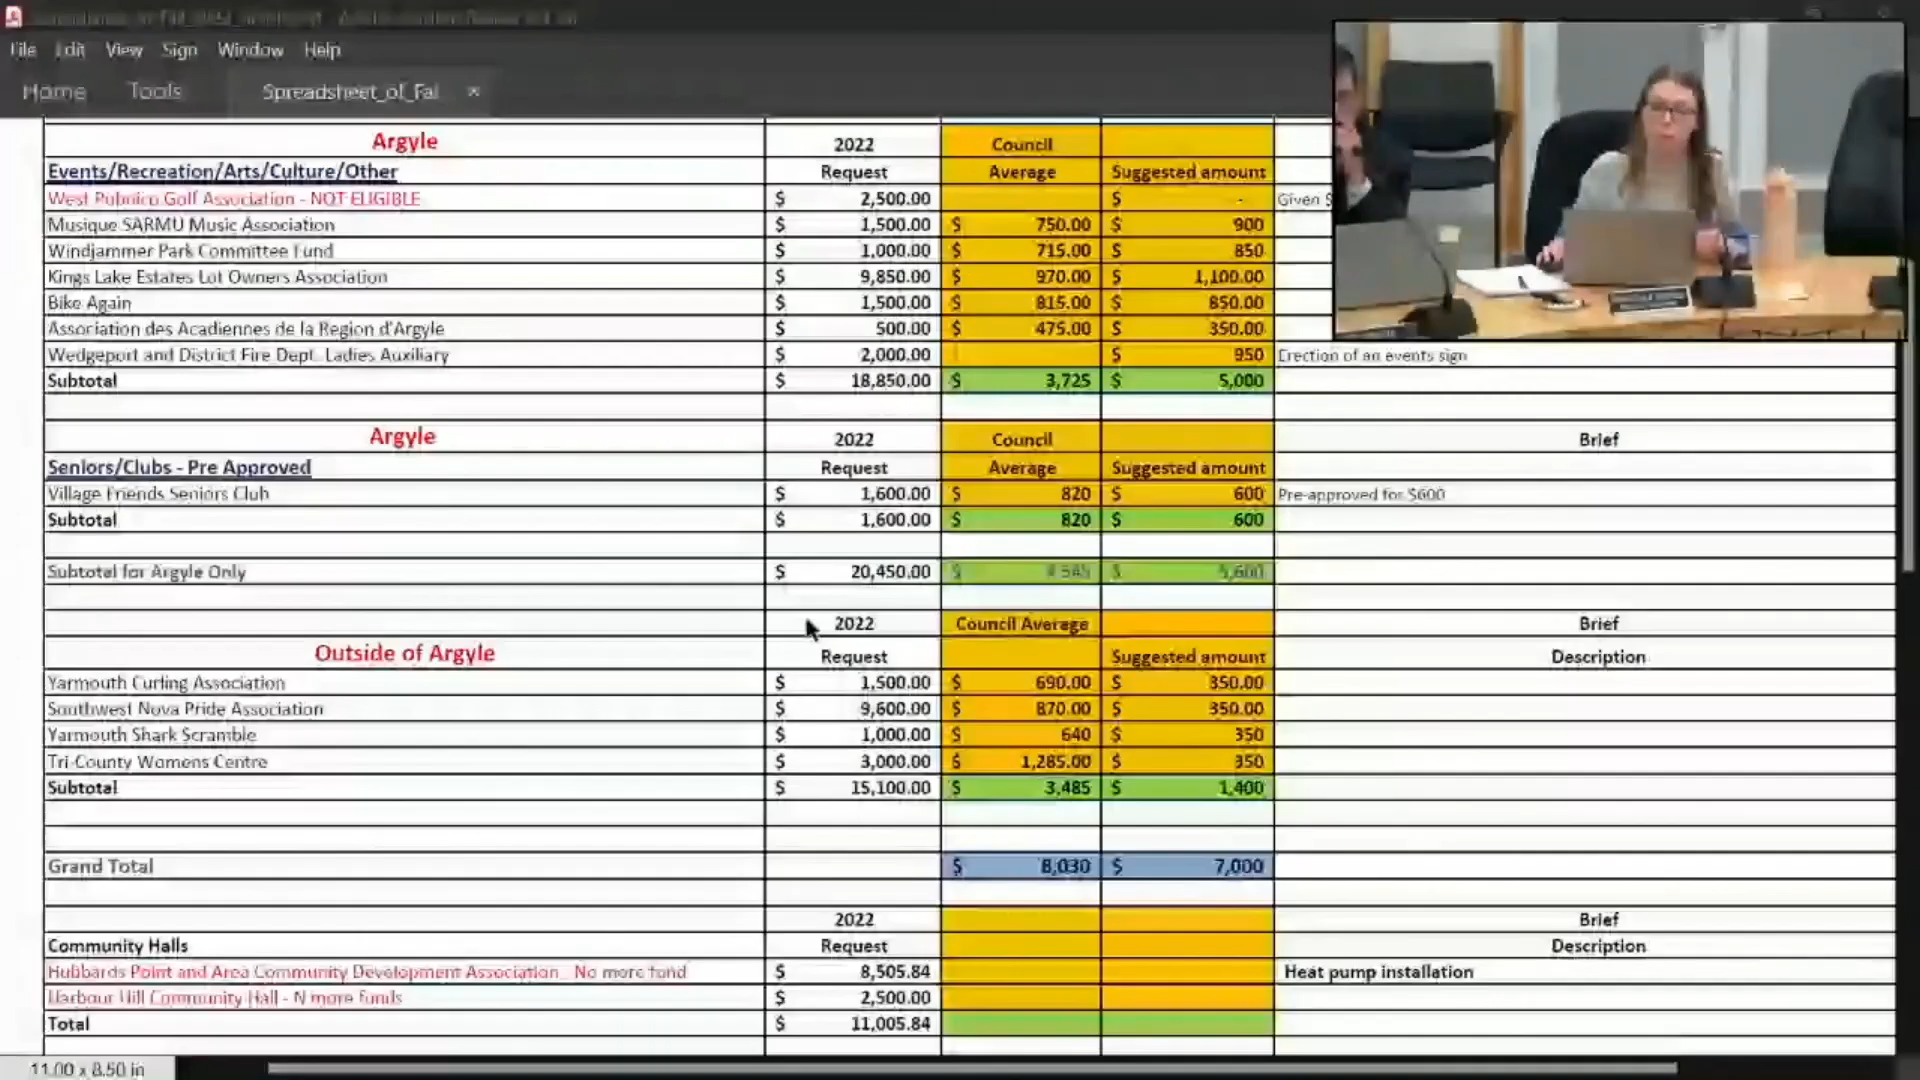 File Edit View Sign Window Help
Home Tools Spreadsheet_of_Fal ×
Argyle 2022 Council
Events/Recreation/Arts/Culture/Other Request Average Suggested amount
West Pubnico Golf Association - NOT ELIGIBLE $ 2,500.00 $ - Given $
Musique SARMU Music Association $ 1,500.00 $ 750.00 $ 900
Windjammer Park Committee Fund $ 1,000.00 $ 715.00 $ 850
Kings Lake Estates Lot Owners Association $ 9,850.00 $ 970.00 $ 1,100.00
Bike Again $ 1,500.00 $ 815.00 $ 850.00
Association des Acadiennes de la Region d'Argyle $ 500.00 $ 475.00 $ 350.00
Wedgeport and District Fire Dept. Ladies Auxiliary $ 2,000.00 $ 950 Erection of an events sign
Subtotal $ 18,850.00 $ 3,725 $ 5,000
Argyle 2022 Council Brief
Seniors/Clubs - Pre Approved Request Average Suggested amount
Village Friends Seniors Club $ 1,600.00 $ 820 $ 600 Pre-approved for $600
Subtotal $ 1,600.00 $ 820 $ 600
Subtotal for Argyle Only $ 20,450.00 $ 4,545 $ 5,600
2022 Council Average Brief
Outside of Argyle Request Suggested amount Description
Yarmouth Curling Association $ 1,500.00 $ 690.00 $ 350.00
Southwest Nova Pride Association $ 9,600.00 $ 870.00 $ 350.00
Yarmouth Shark Scramble $ 1,000.00 $ 640 $ 350
Tri-County Womens Centre $ 3,000.00 $ 1,285.00 $ 350
Subtotal $ 15,100.00 $ 3,485 $ 1,400
Grand Total $ 8,030 $ 7,000
2022 Brief
Community Halls Request Description
Hubbards Point and Area Community Development Association No more fund $ 8,505.84 Heat pump installation
Harbour Hill Community Hall - N more funds $ 2,500.00
Total $ 11,005.84
11.00 x 8.50 in